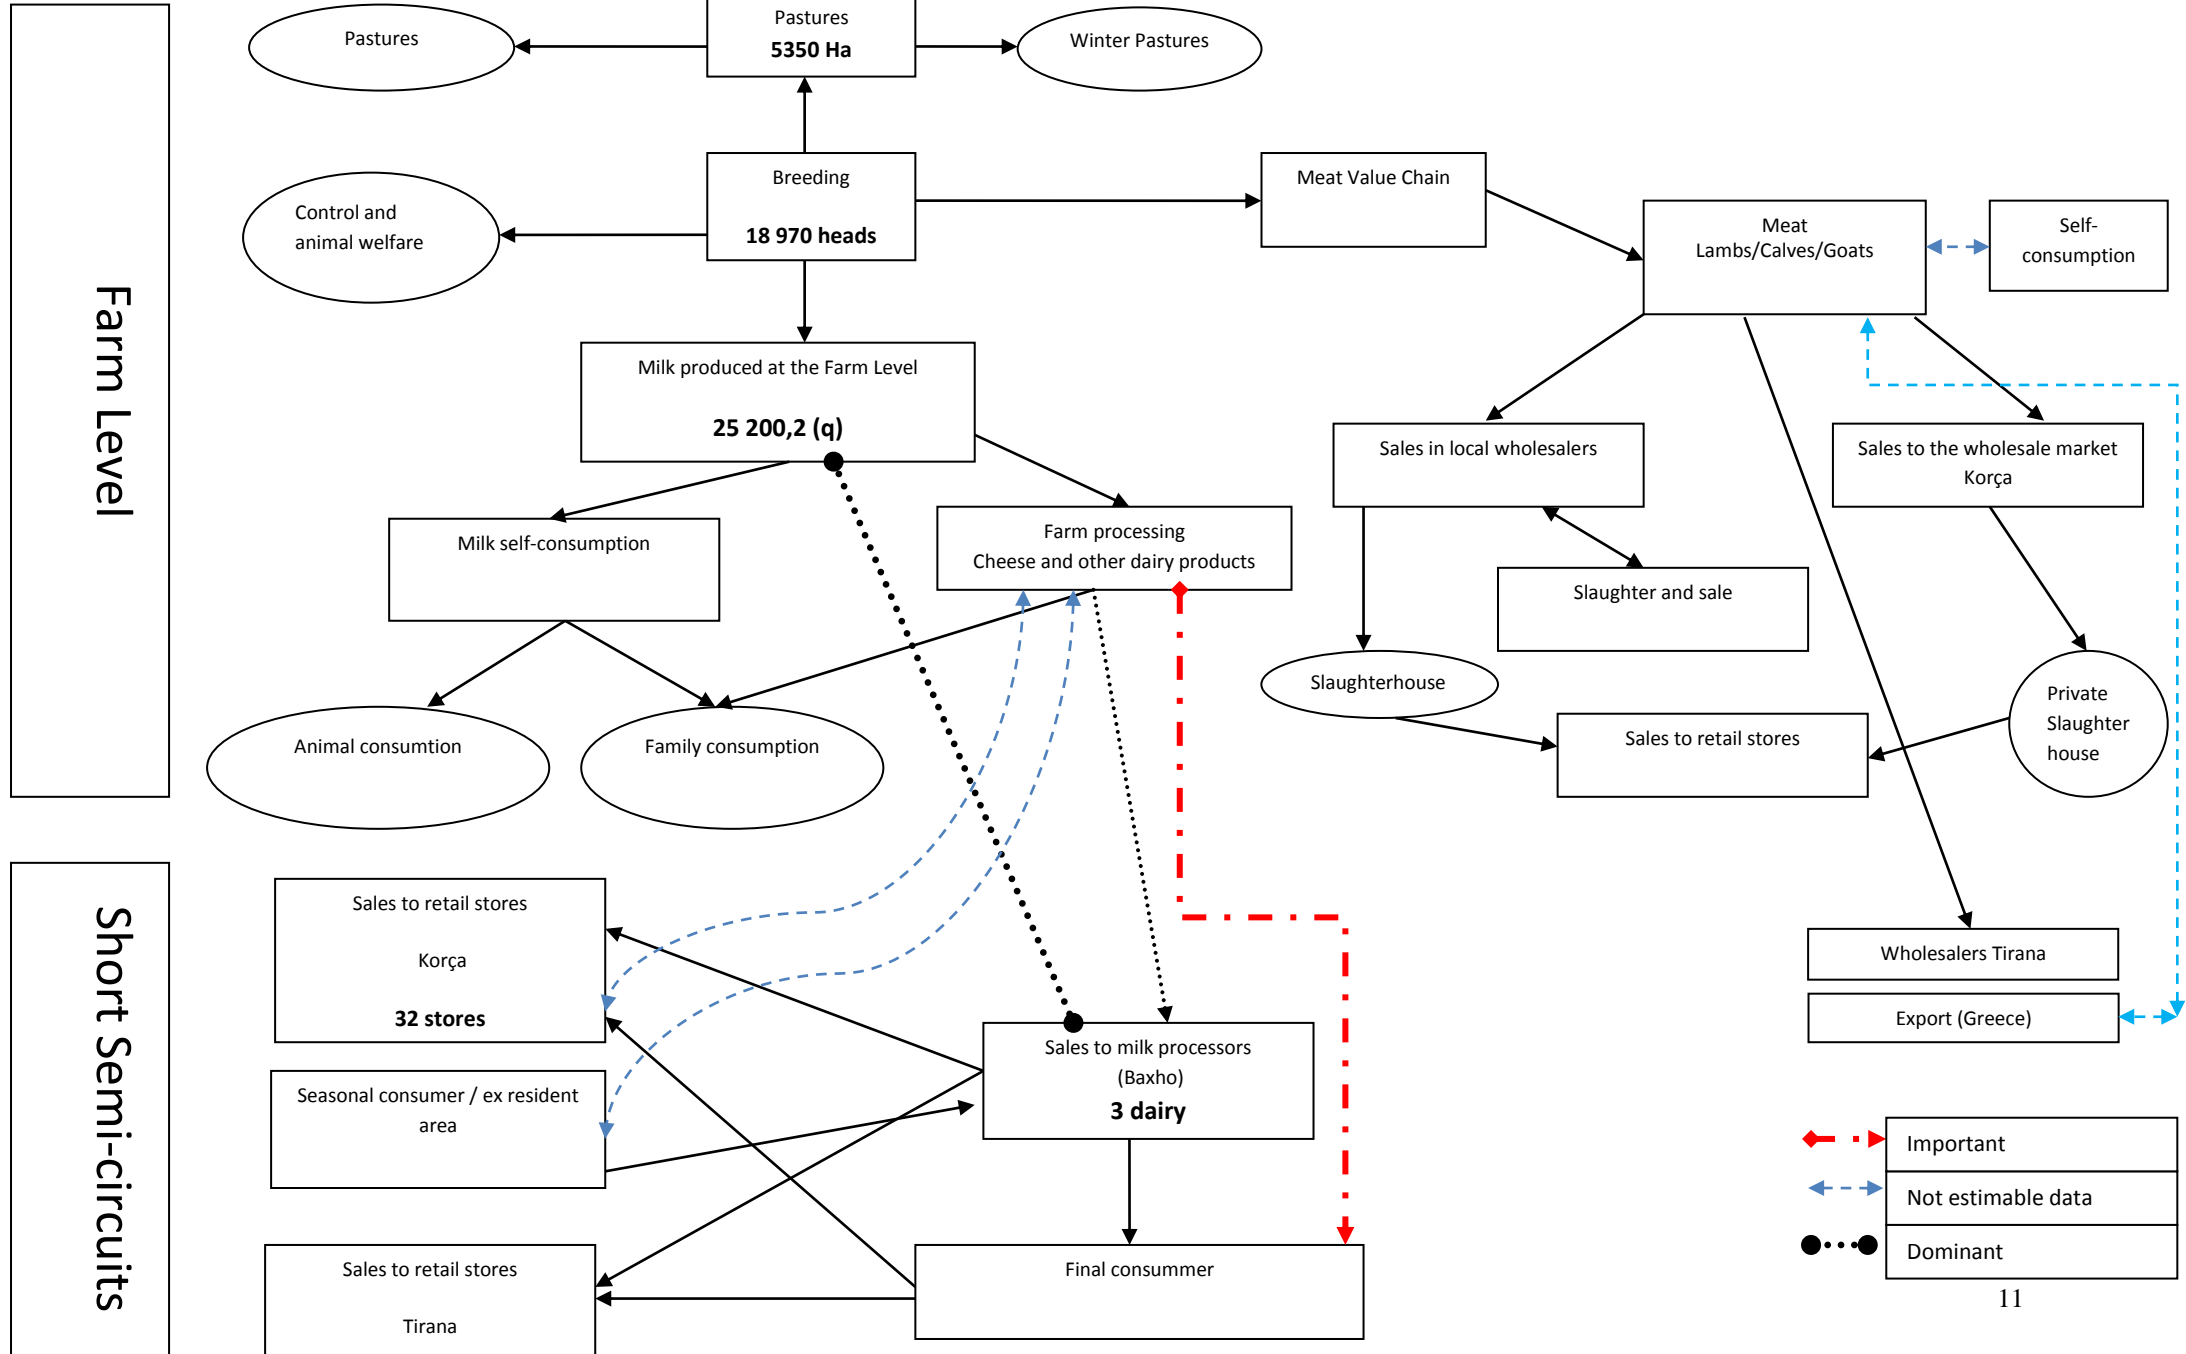 Farm Level
Pastures
Pastures
5350 Ha
Winter Pastures
Control and
animal welfare
Breeding
18 970 heads
Meat Value Chain
Meat
Lambs/Calves/Goats
Self-
consumption
Milk produced at the Farm Level
25 200,2 (q)
Sales in local wholesalers
Sales to the wholesale market
Korça
Milk self-consumption
Farm processing
Cheese and other dairy products
Slaughter and sale
Slaughterhouse
Private
Slaughter
house
Sales to retail stores
Animal consumtion
Family consumption
Short Semi-circuits
Sales to retail stores
Korça
32 stores
Wholesalers Tirana
Export (Greece)
Sales to milk processors
(Baxho)
3 dairy
Seasonal consumer / ex resident
area
Sales to retail stores
Tirana
Final consummer
Important
Not estimable data
Dominant
11